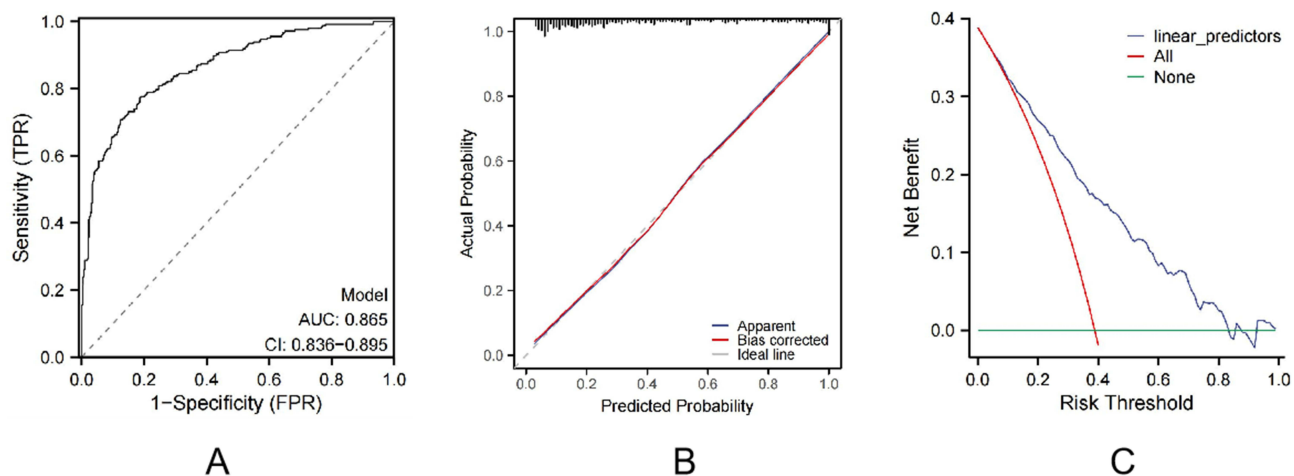 1.0
0.8
0.6
0.4
0.2
0.0
Sensitivity (TPR)
Model
AUC: 0.865
CI: 0.836−0.895
0.0 0.2 0.4 0.6 0.8 1.0
1−Specificity (FPR)
A
1.0
0.8
0.6
0.4
0.2
0.0
Actual Probability
Apparent
Bias corrected
Ideal line
0.0 0.2 0.4 0.6 0.8 1.0
Predicted Probability
B
0.4
0.3
0.2
0.1
0.0
Net Benefit
linear_predictors
All
None
0.0 0.2 0.4 0.6 0.8 1.0
Risk Threshold
C